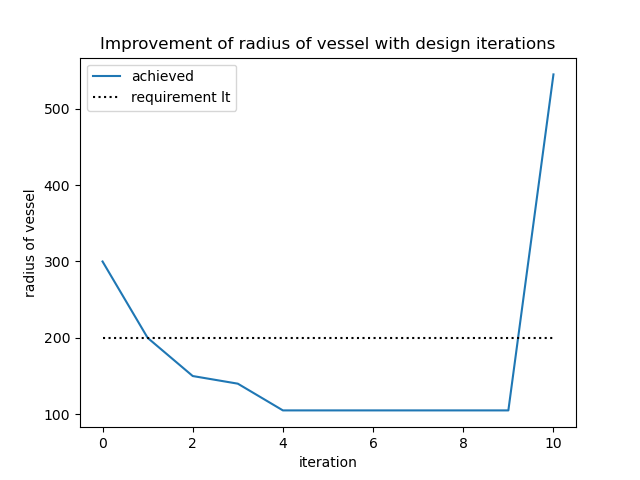 Improvement of radius of vessel with design iterations
achieved
requirement lt
radius of vessel
500
400
300
200
100
0
2
4
6
8
10
iteration